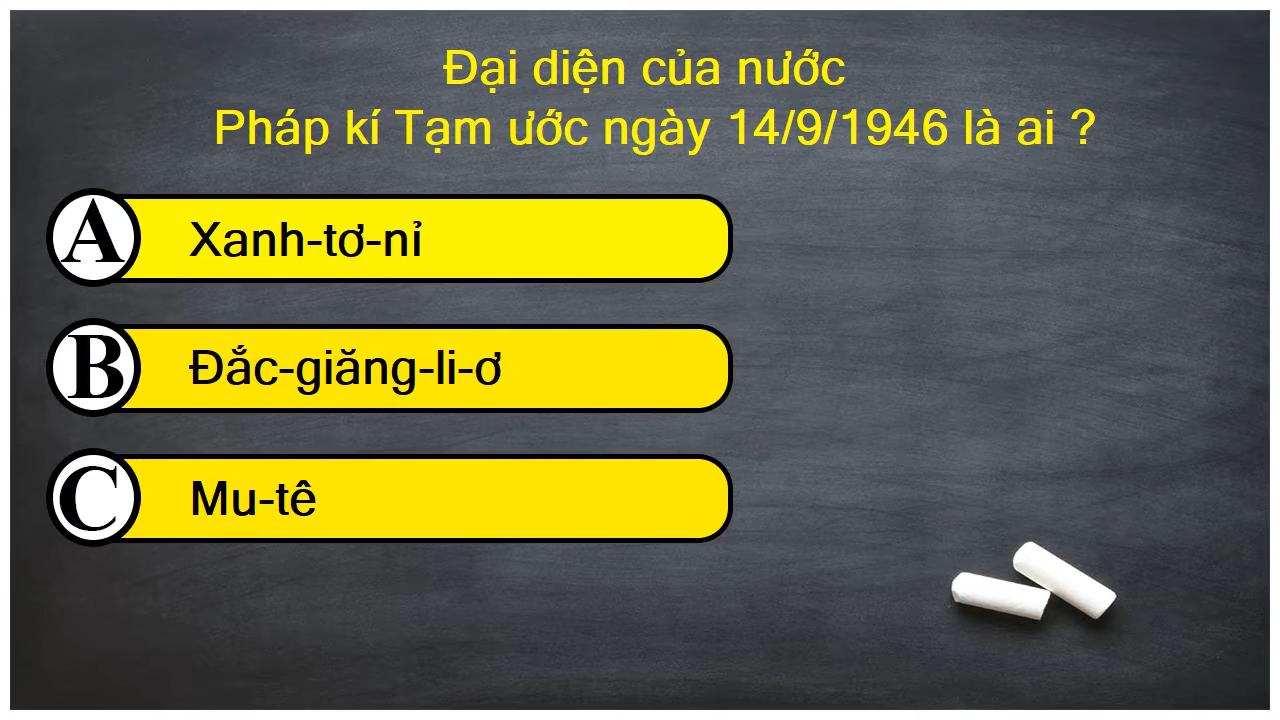 Đại diện của nước
Pháp kí Tạm ước ngày 14/9/1946 là ai ?
A Xanh-tơ-nỉ
B Đắc-giăng-li-ơ
C Mu-tê